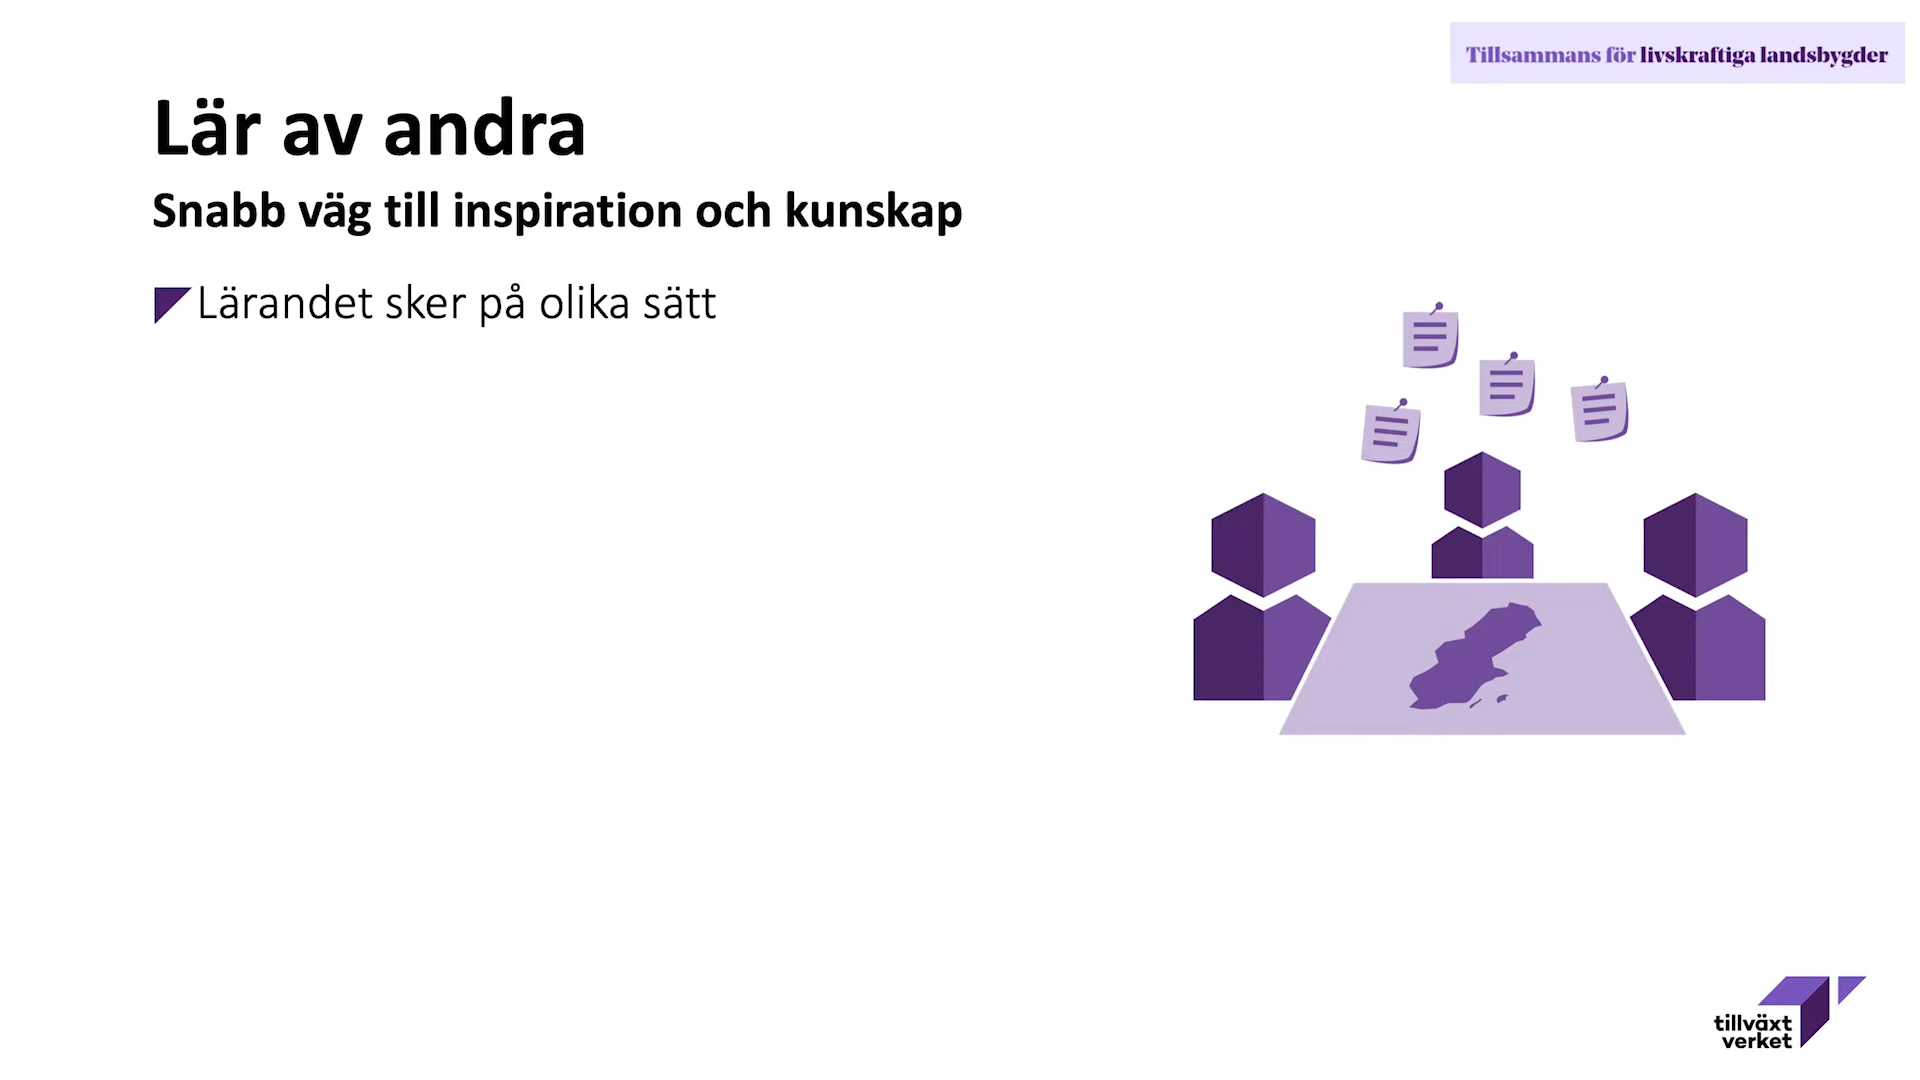 Tillsammans för livskraftiga landsbygder
Lär av andra
Snabb väg till inspiration och kunskap
Lärandet sker på olika sätt
tillväxt
verket